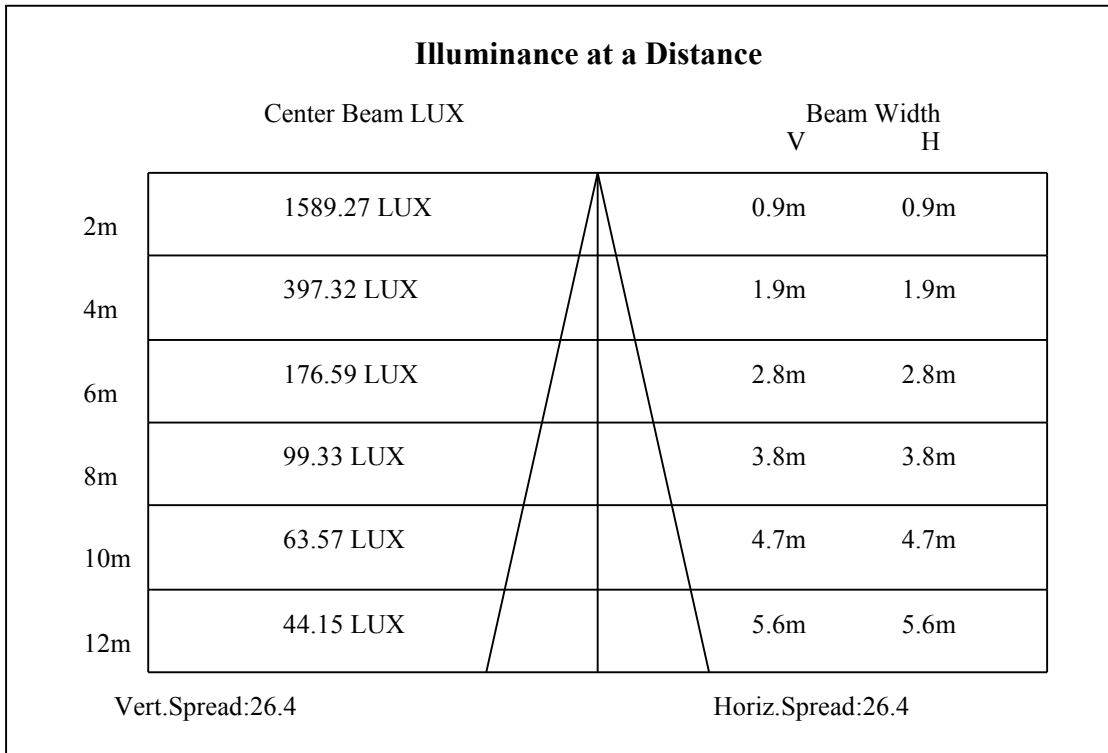 Illuminance at a Distance
Center Beam LUX Beam Width
V H
2m 1589.27 LUX 0.9m 0.9m
4m 397.32 LUX 1.9m 1.9m
6m 176.59 LUX 2.8m 2.8m
8m 99.33 LUX 3.8m 3.8m
10m 63.57 LUX 4.7m 4.7m
12m 44.15 LUX 5.6m 5.6m
Vert.Spread:26.4 Horiz.Spread:26.4